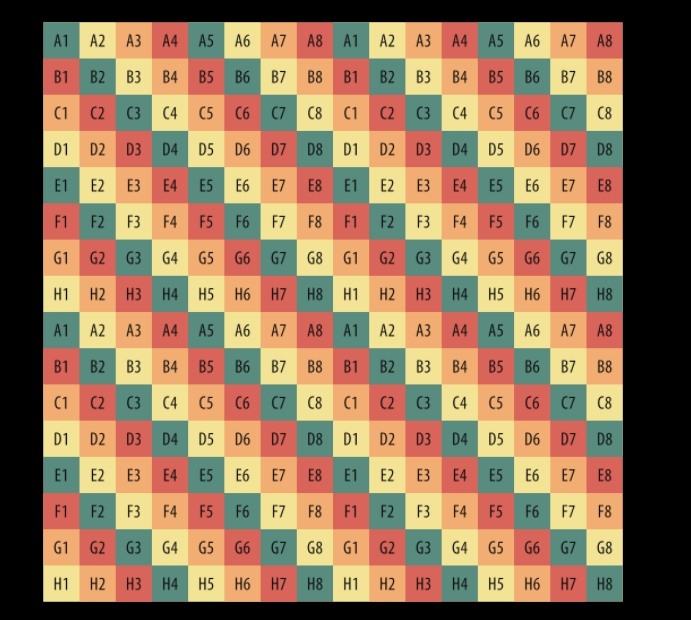 A1 A2 A3 A4 A5 A6 A7 A8 A1 A2 A3 A4 A5 A6 A7 A8
B1 B2 B3 B4 B5 B6 B7 B8 B1 B2 B3 B4 B5 B6 B7 B8
C1 C2 C3 C4 C5 C6 C7 C8 C1 C2 C3 C4 C5 C6 C7 C8
D1 D2 D3 D4 D5 D6 D7 D8 D1 D2 D3 D4 D5 D6 D7 D8
E1 E2 E3 E4 E5 E6 E7 E8 E1 E2 E3 E4 E5 E6 E7 E8
F1 F2 F3 F4 F5 F6 F7 F8 F1 F2 F3 F4 F5 F6 F7 F8
G1 G2 G3 G4 G5 G6 G7 G8 G1 G2 G3 G4 G5 G6 G7 G8
H1 H2 H3 H4 H5 H6 H7 H8 H1 H2 H3 H4 H5 H6 H7 H8
A1 A2 A3 A4 A5 A6 A7 A8 A1 A2 A3 A4 A5 A6 A7 A8
B1 B2 B3 B4 B5 B6 B7 B8 B1 B2 B3 B4 B5 B6 B7 B8
C1 C2 C3 C4 C5 C6 C7 C8 C1 C2 C3 C4 C5 C6 C7 C8
D1 D2 D3 D4 D5 D6 D7 D8 D1 D2 D3 D4 D5 D6 D7 D8
E1 E2 E3 E4 E5 E6 E7 E8 E1 E2 E3 E4 E5 E6 E7 E8
F1 F2 F3 F4 F5 F6 F7 F8 F1 F2 F3 F4 F5 F6 F7 F8
G1 G2 G3 G4 G5 G6 G7 G8 G1 G2 G3 G4 G5 G6 G7 G8
H1 H2 H3 H4 H5 H6 H7 H8 H1 H2 H3 H4 H5 H6 H7 H8